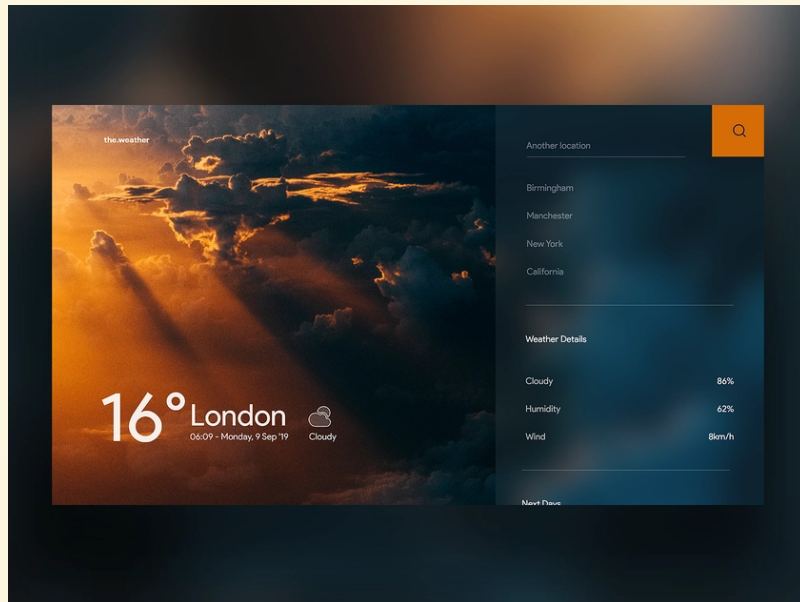 the.weather
16°
London
06:09 - Monday, 9 Sep '19
Cloudy
Another location
Birmingham
Manchester
New York
California
Weather Details
Cloudy 86%
Humidity 62%
Wind 8km/h
Next Days